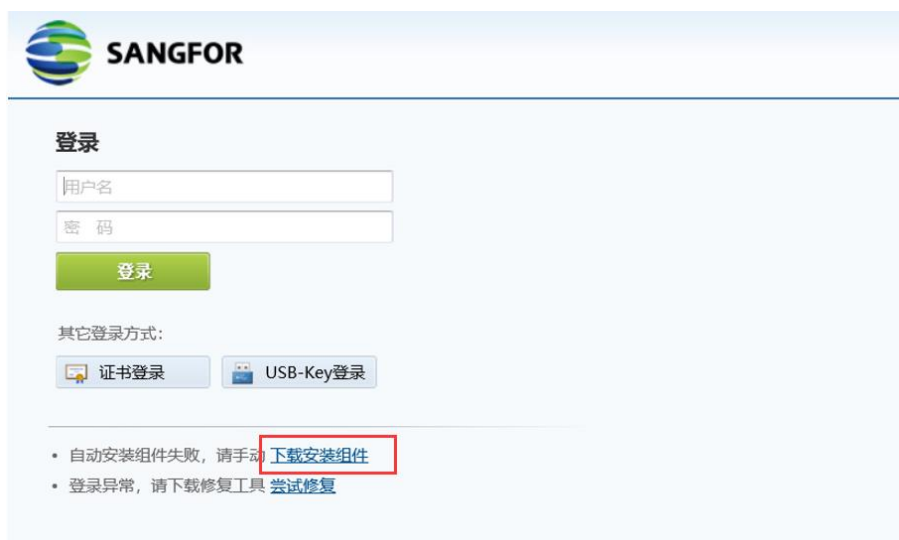 SANGFOR
登录
用户名
密 码
登录
其它登录方式：
证书登录 USB-Key登录
• 自动安装组件失败，请手动 下载安装组件
• 登录异常，请下载修复工具 尝试修复